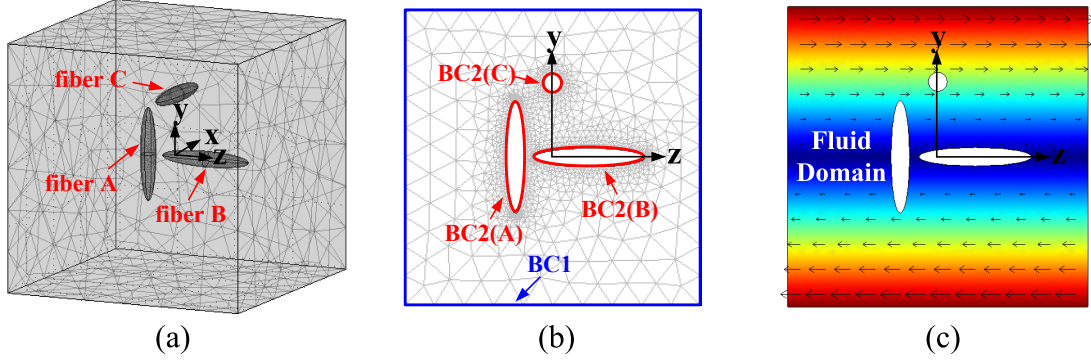 fiber C
y
x
z
fiber A
fiber B
(a)
y
BC2(C)
z
BC2(B)
BC2(A)
BC1
(b)
y
Fluid
Domain
z
(c)